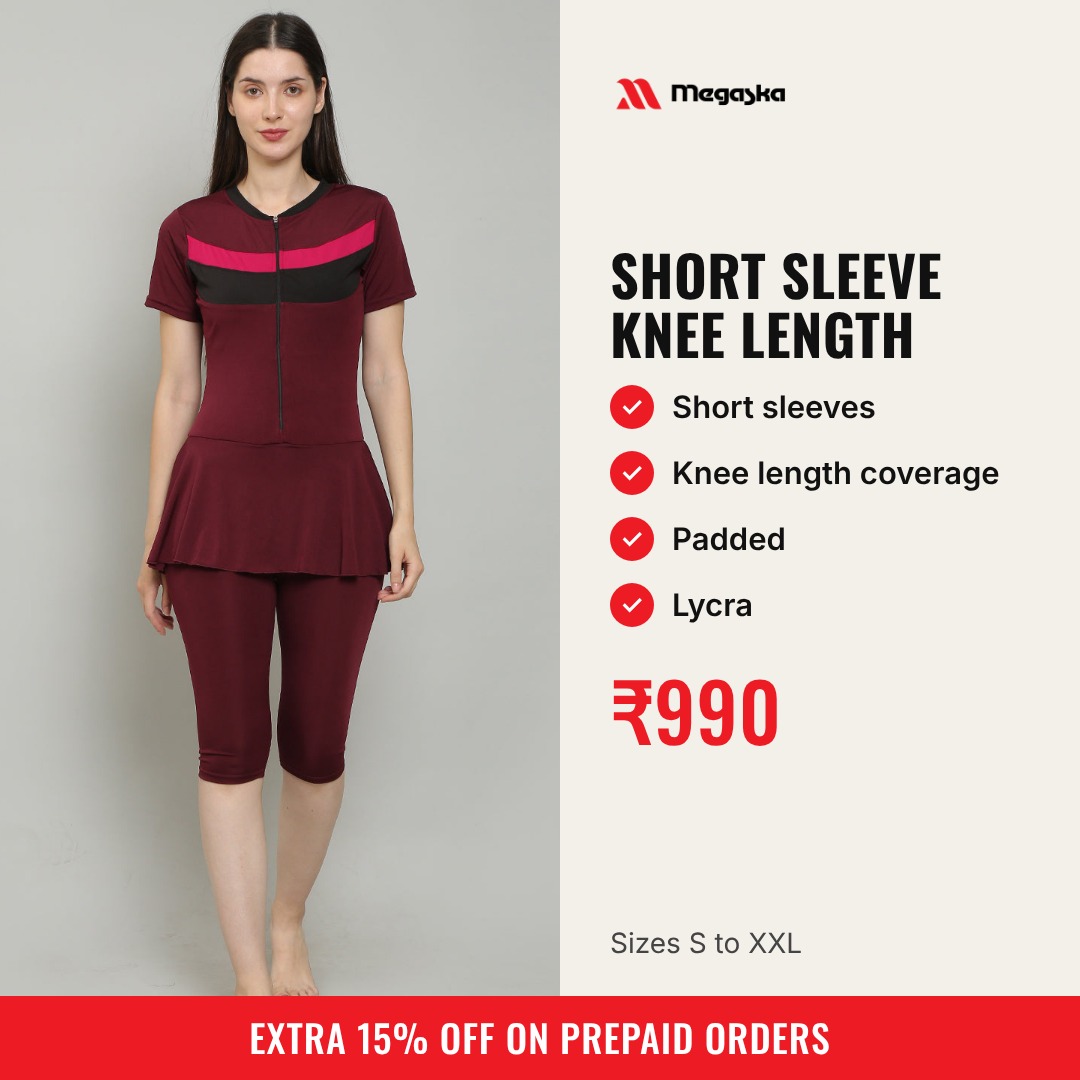 Megaska
SHORT SLEEVE
KNEE LENGTH
Short sleeves
Knee length coverage
Padded
Lycra
₹990
Sizes S to XXL
EXTRA 15% OFF ON PREPAID ORDERS